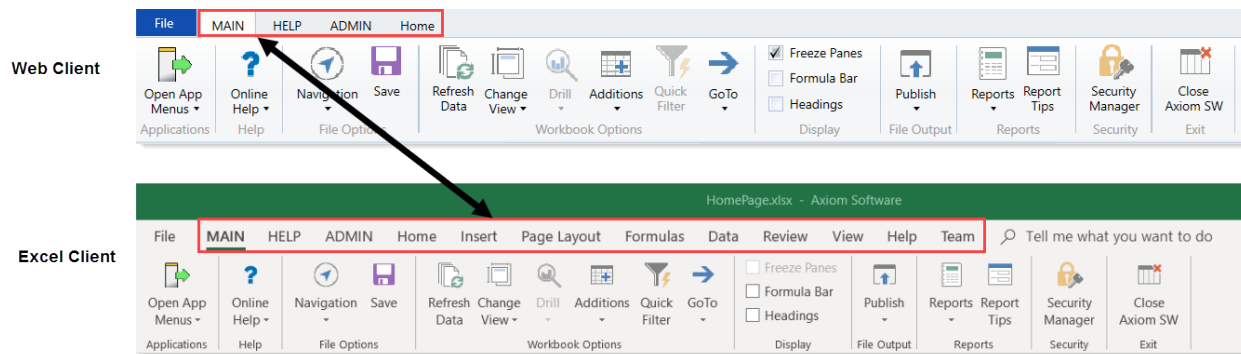 File MAIN HELP ADMIN Home
Web Client
Freeze Panes
Formula Bar
Headings
Open App Menus Online Help Navigation Save Refresh Data Change View Drill Additions Quick Filter GoTo Publish Reports Report Tips Security Manager Close Axiom SW
Applications Help File Options Workbook Options Display File Output Reports Security Exit
HomePage.xlsx - Axiom Software
File MAIN HELP ADMIN Home Insert Page Layout Formulas Data Review View Help Team Tell me what you want to do
Excel Client
Freeze Panes
Formula Bar
Headings
Open App Menus Online Help Navigation Save Refresh Data Change View Drill Additions Quick Filter GoTo Publish Reports Report Tips Security Manager Close Axiom SW
Applications Help File Options Workbook Options Display File Output Reports Security Exit